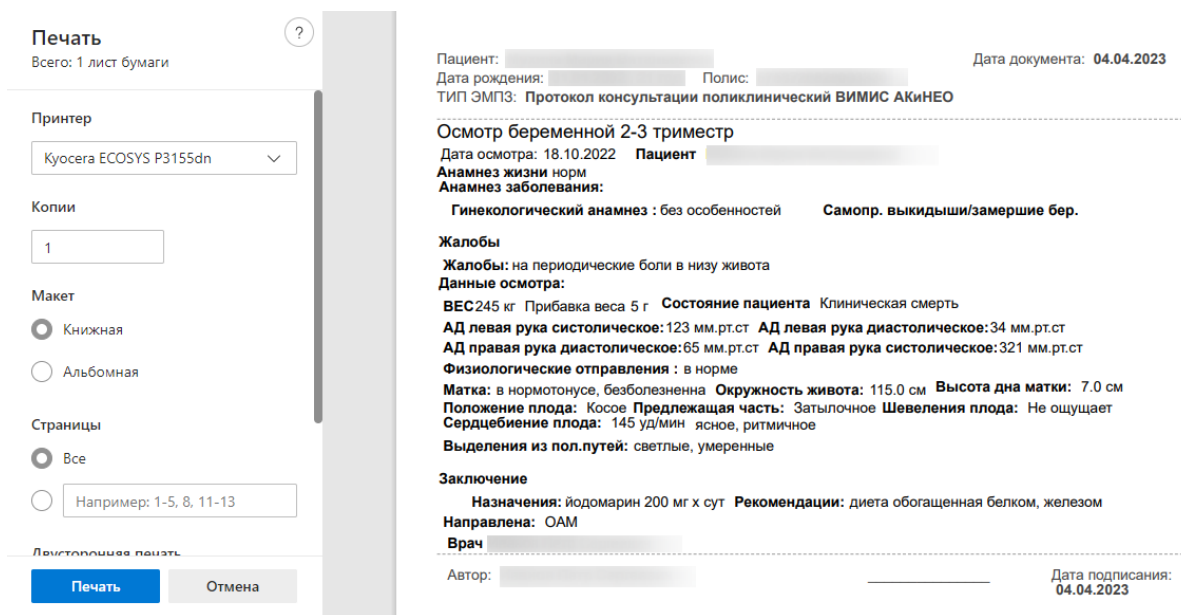 Печать
?
Всего: 1 лист бумаги
Принтер
Kyocera ECOSYS P3155dn
Копии
1
Макет
Книжная
Альбомная
Страницы
Все
Например: 1-5, 8, 11-13
Двусторонняя печать
Печать Отмена
Пациент: Дата документа: 04.04.2023
Дата рождения: Полис:
ТИП ЭМПЗ: Протокол консультации поликлинический ВИМИС АКиНЕО
Осмотр беременной 2-3 триместр
Дата осмотра: 18.10.2022 Пациент
Анамнез жизни норм
Анамнез заболевания:
Гинекологический анамнез : без особенностей Самопр. выкидыши/замершие бер.
Жалобы
Жалобы: на периодические боли в низу живота
Данные осмотра:
ВЕС245 кг Прибавка веса 5 г Состояние пациента Клиническая смерть
АД левая рука систолическое:123 мм.рт.ст АД левая рука диастолическое:34 мм.рт.ст
АД правая рука диастолическое:65 мм.рт.ст АД правая рука систолическое:321 мм.рт.ст
Физиологические отправления : в норме
Матка: в нормотонусе, безболезненна Окружность живота: 115.0 см Высота дна матки: 7.0 см
Положение плода: Косое Предлежащая часть: Затылочное Шевеления плода: Не ощущает
Сердцебиение плода: 145 уд/мин ясное, ритмичное
Выделения из пол.путей: светлые, умеренные
Заключение
Назначения: йодомарин 200 мг х сут Рекомендации: диета обогащенная белком, железом
Направлена: ОАМ
Врач
Автор: Дата подписания:
04.04.2023